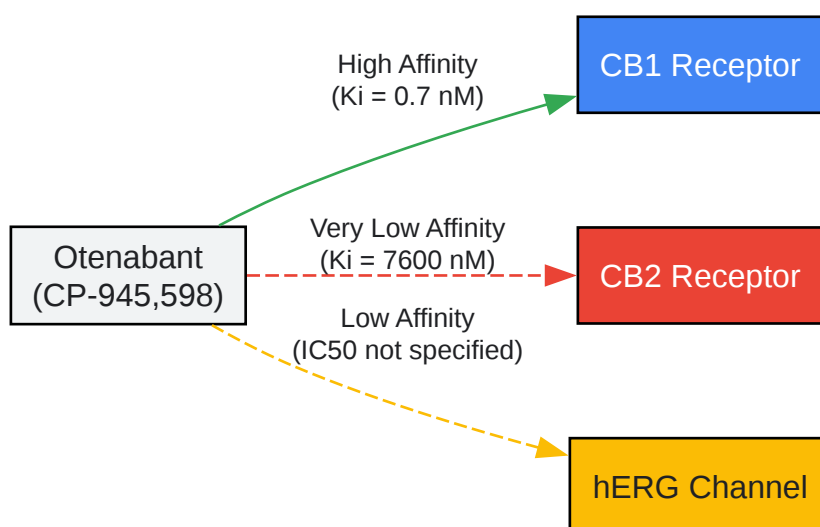 High Affinity
(Ki = 0.7 nM)
CB1 Receptor
Otenabant
(CP-945,598)
Very Low Affinity
(Ki = 7600 nM)
CB2 Receptor
Low Affinity
(IC50 not specified)
hERG Channel